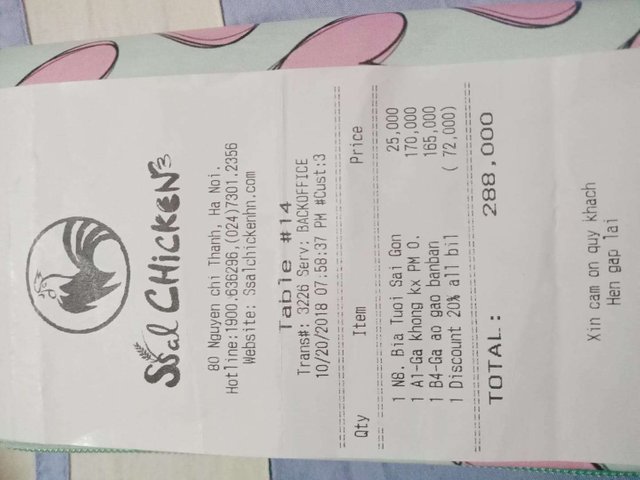 Ssal CHICKEN
80 Nguyen chi Thanh, Ha Noi.
Hotline:1900.636296,(024)7301.2356
Website: Ssalchickenhn.com
Table #14
Trans#: 3226 Serv: BACKOFFICE
10/20/2018 07:58:37 PM #Cust:3
Qty Item Price
1 N8. Bia Tuoi Sai Gon 25,000
1 A1-Ga khong kx PM O. 170,000
1 B4-Ga ao gao banban 165,000
1 Discount 20% all bil ( 72,000)
TOTAL: 288,000
Xin cam on quy khach
Hen gap lai